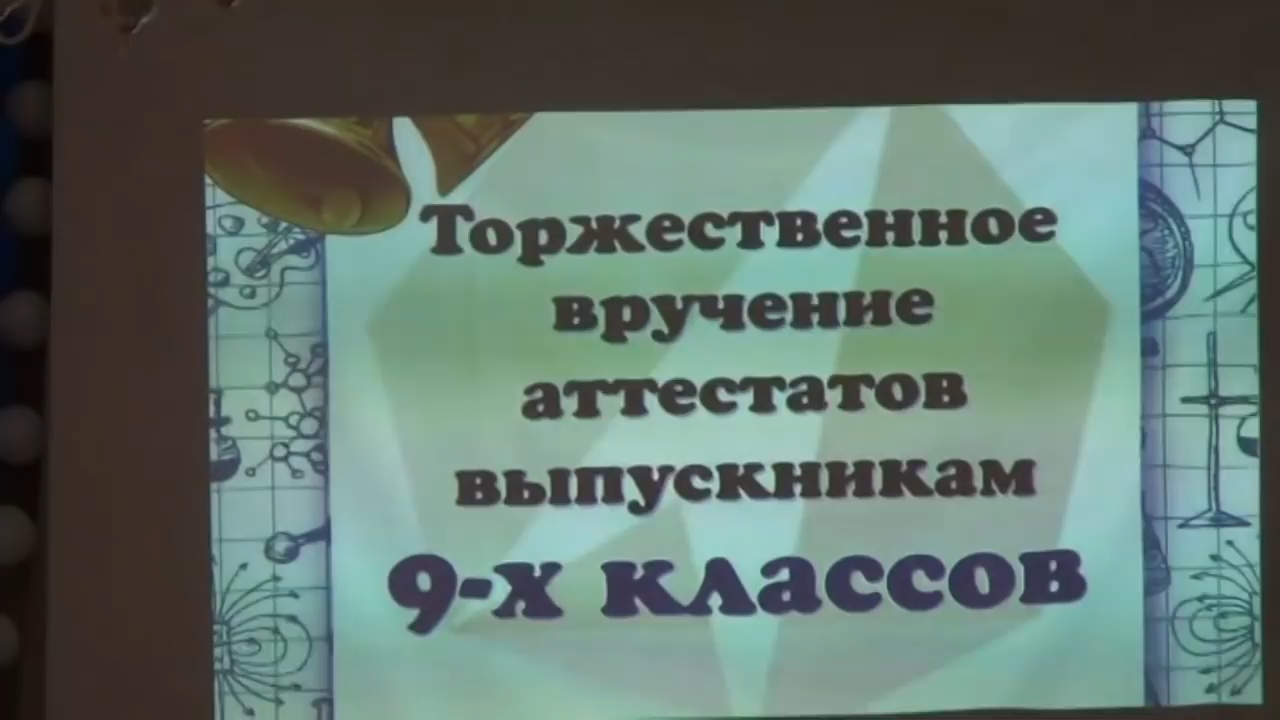 Торжественное
вручение
аттестатов
выпускникам
9-х классов